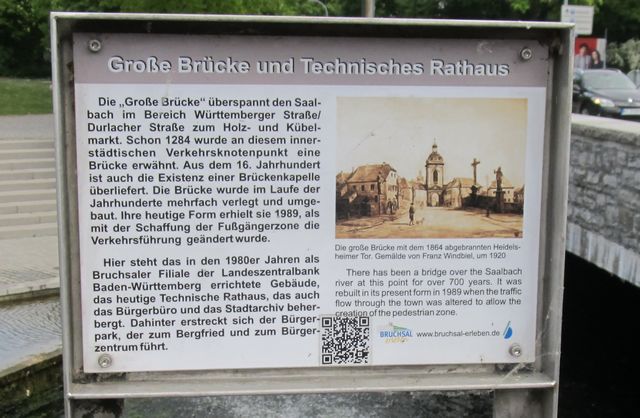 Große Brücke und Technisches Rathaus
Die „Große Brücke“ überspannt den Saal-
bach im Bereich Württemberger Straße/
Durlacher Straße zum Holz- und Kübel-
markt. Schon 1284 wurde an diesem inner-
städtischen Verkehrsknotenpunkt eine
Brücke erwähnt. Aus dem 16. Jahrhundert
ist auch die Existenz einer Brückenkapelle
überliefert. Die Brücke wurde im Laufe der
Jahrhunderte mehrfach verlegt und umge-
baut. Ihre heutige Form erhielt sie 1989, als
mit der Schaffung der Fußgängerzone die
Verkehrsführung geändert wurde.
Hier steht das in den 1980er Jahren als
Bruchsaler Filiale der Landeszentralbank
Baden-Württemberg errichtete Gebäude,
das heutige Technische Rathaus, das auch
das Bürgerbüro und das Stadtarchiv beher-
bergt. Dahinter erstreckt sich der Bürger-
park, der zum Bergfried und zum Bürger-
zentrum führt.
Die große Brücke mit dem 1864 abgebrannten Heidels-
heimer Tor. Gemälde von Franz Windbiel, um 1920
There has been a bridge over the Saalbach
river at this point for over 700 years. It was
rebuilt in its present form in 1989 when the traffic
flow through the town was altered to allow the
creation of the pedestrian zone.
BRUCHSAL
erleben
www.bruchsal-erleben.de